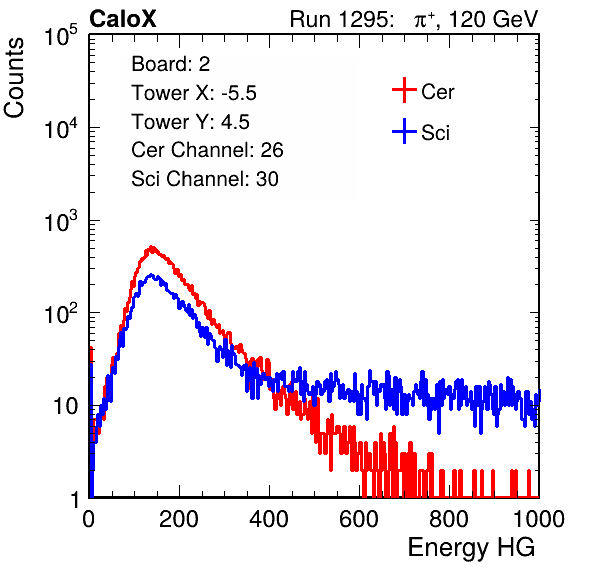 CaloX Run 1295: π⁺, 120 GeV
Counts
Board: 2
Tower X: -5.5
Tower Y: 4.5
Cer Channel: 26
Sci Channel: 30
Cer
Sci
10⁵
10⁴
10³
10²
10
1
0 200 400 600 800 1000
Energy HG